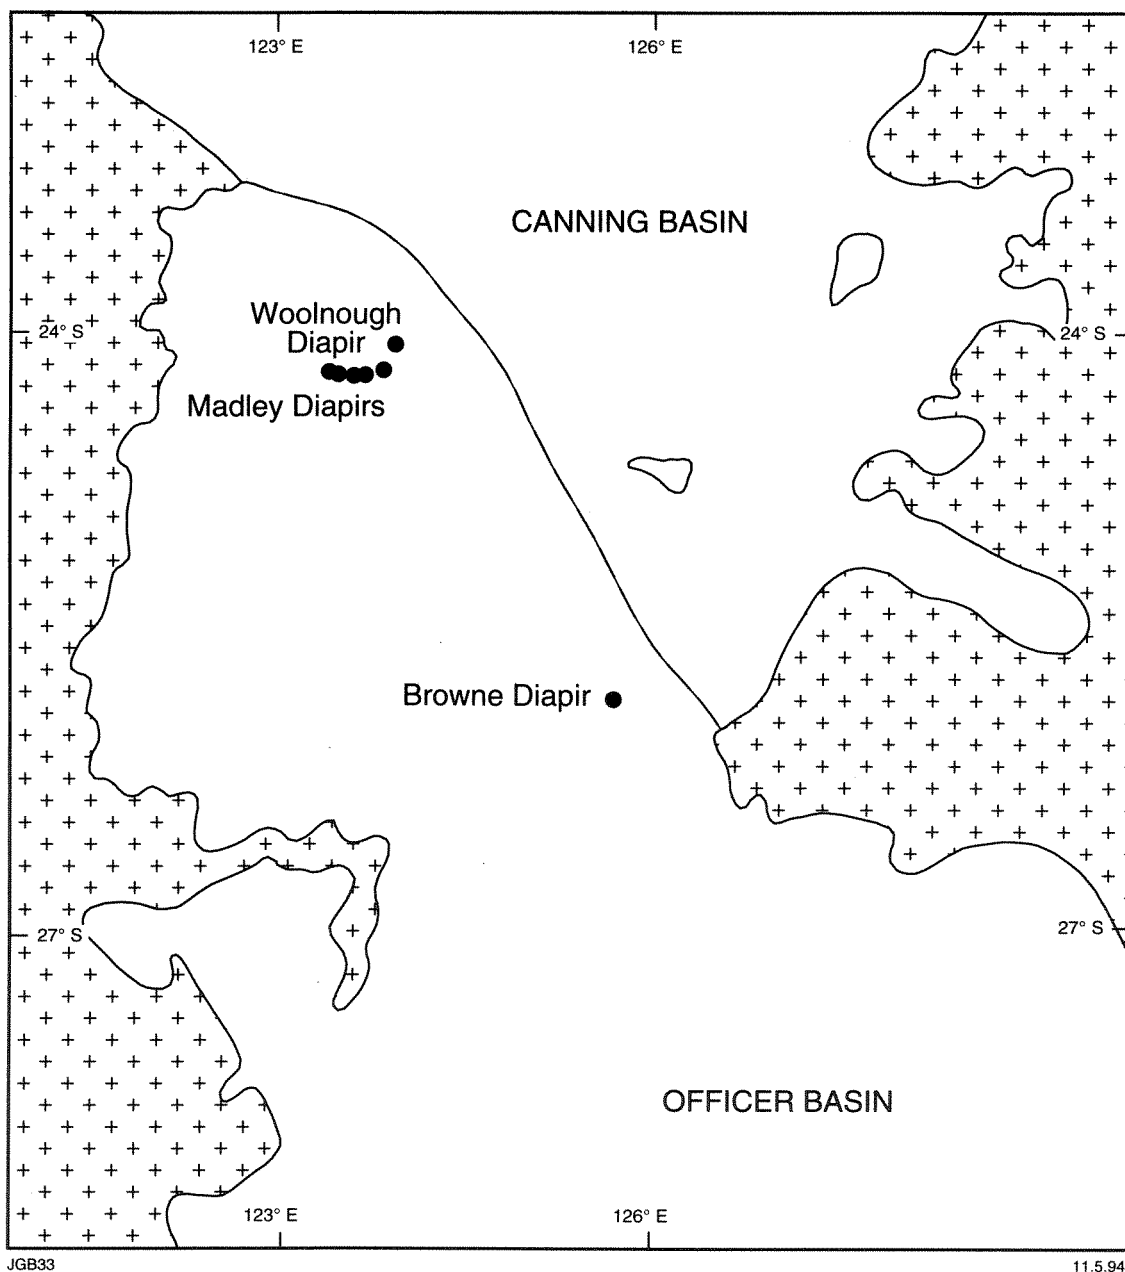 123° E
126° E
CANNING BASIN
Woolnough
Diapir
24° S
24° S
Madley Diapirs
Browne Diapir
27° S
27° S
OFFICER BASIN
123° E
126° E
JGB33
11.5.94